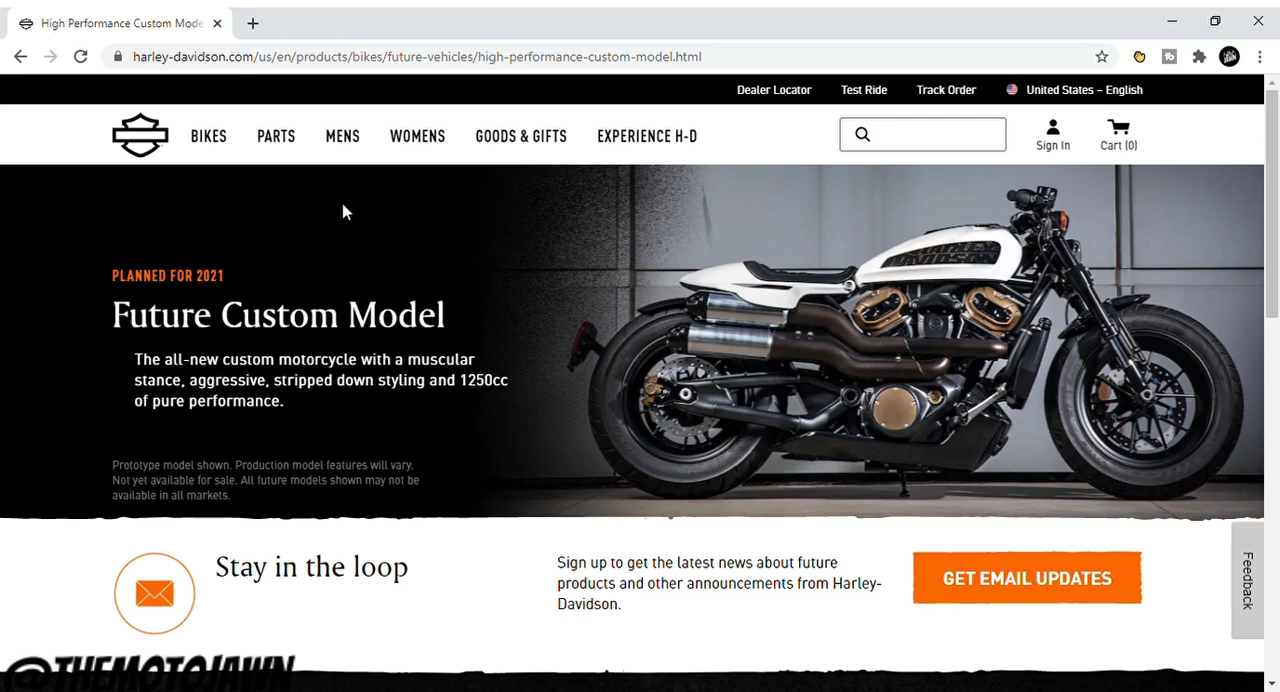 High Performance Custom Mode
harley-davidson.com/us/en/products/bikes/future-vehicles/high-performance-custom-model.html
Dealer Locator
Test Ride
Track Order
United States – English
BIKES
PARTS
MENS
WOMENS
GOODS & GIFTS
EXPERIENCE H-D
Sign In
Cart (0)
PLANNED FOR 2021
Future Custom Model
The all-new custom motorcycle with a muscular
stance, aggressive, stripped down styling and 1250cc
of pure performance.
Prototype model shown. Production model features will vary.
Not yet available for sale. All future models shown may not be
available in all markets.
Stay in the loop
Sign up to get the latest news about future
products and other announcements from Harley-
Davidson.
GET EMAIL UPDATES
Feedback
@THEMOTOJAWN